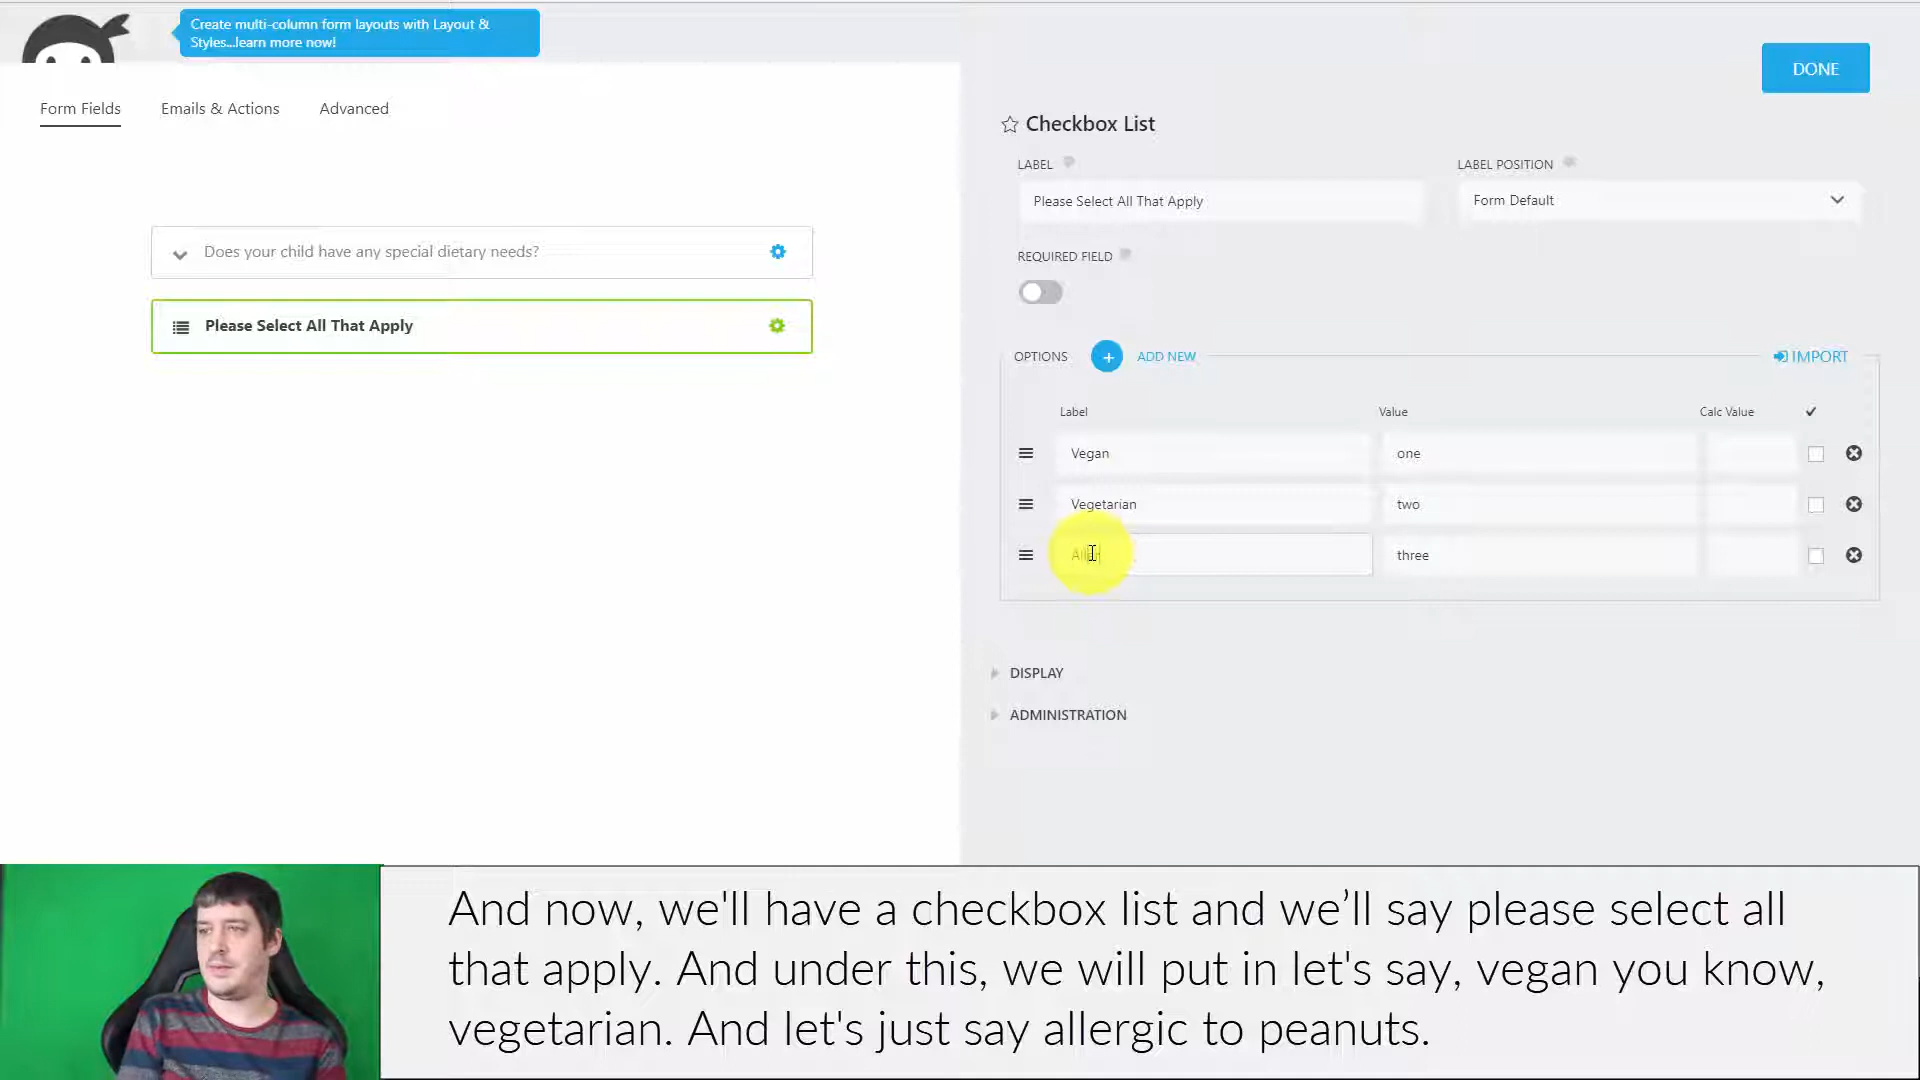 Create multi-column form layouts with Layout &
Styles...learn more now!
DONE
Form Fields
Emails & Actions
Advanced
Checkbox List
LABEL
LABEL POSITION
Please Select All That Apply
Form Default
REQUIRED FIELD
Does your child have any special dietary needs?
Please Select All That Apply
OPTIONS
+ ADD NEW
IMPORT
Label
Value
Calc Value
Vegan
one
Vegetarian
two
three
DISPLAY
ADMINISTRATION
And now, we'll have a checkbox list and we’ll say please select all
that apply. And under this, we will put in let's say, vegan you know,
vegetarian. And let's just say allergic to peanuts.